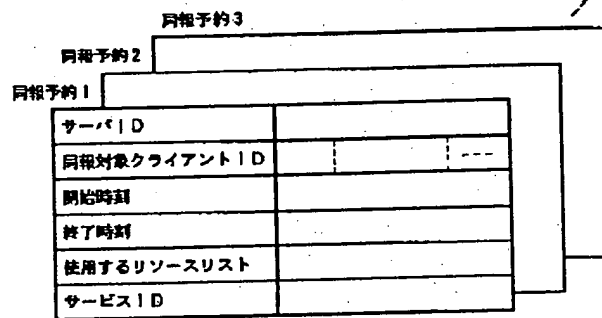 同報予約3
同報予約2
同報予約1
サーバID
同報対象クライアントID
開始時刻
終了時刻
使用するリソースリスト
サービスID